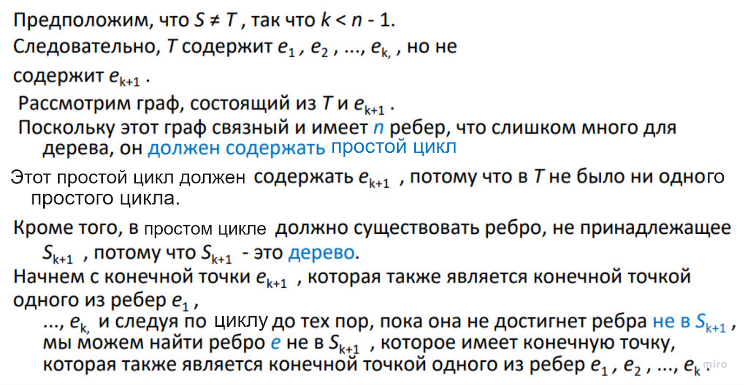 Предположим, что S ≠ T , так что k < n - 1.
Следовательно, T содержит e₁ , e₂ , ..., eₖ, , но не
содержит eₖ₊₁ .
Рассмотрим граф, состоящий из T и eₖ₊₁ .
Поскольку этот граф связный и имеет n ребер, что слишком много для
дерева, он должен содержать простой цикл
Этот простой цикл должен содержать eₖ₊₁ , потому что в T не было ни одного
простого цикла.
Кроме того, в простом цикле должно существовать ребро, не принадлежащее
Sₖ₊₁ , потому что Sₖ₊₁ - это дерево.
Начнем с конечной точки eₖ₊₁ , которая также является конечной точкой
одного из ребер e₁ ,
..., eₖ, и следуя по циклу до тех пор, пока она не достигнет ребра не в Sₖ₊₁ ,
мы можем найти ребро e не в Sₖ₊₁ , которое имеет конечную точку,
которая также является конечной точкой одного из ребер e₁ , e₂ , ..., eₖ .
miro